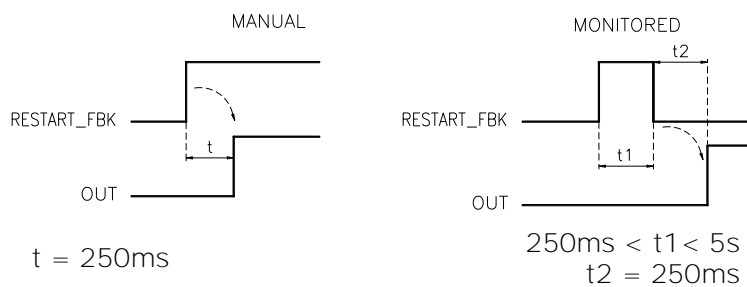 MANUAL
RESTART_FBK
t
OUT
t = 250ms
MONITORED
t2
RESTART_FBK
t1
OUT
250ms < t1< 5s
t2 = 250ms